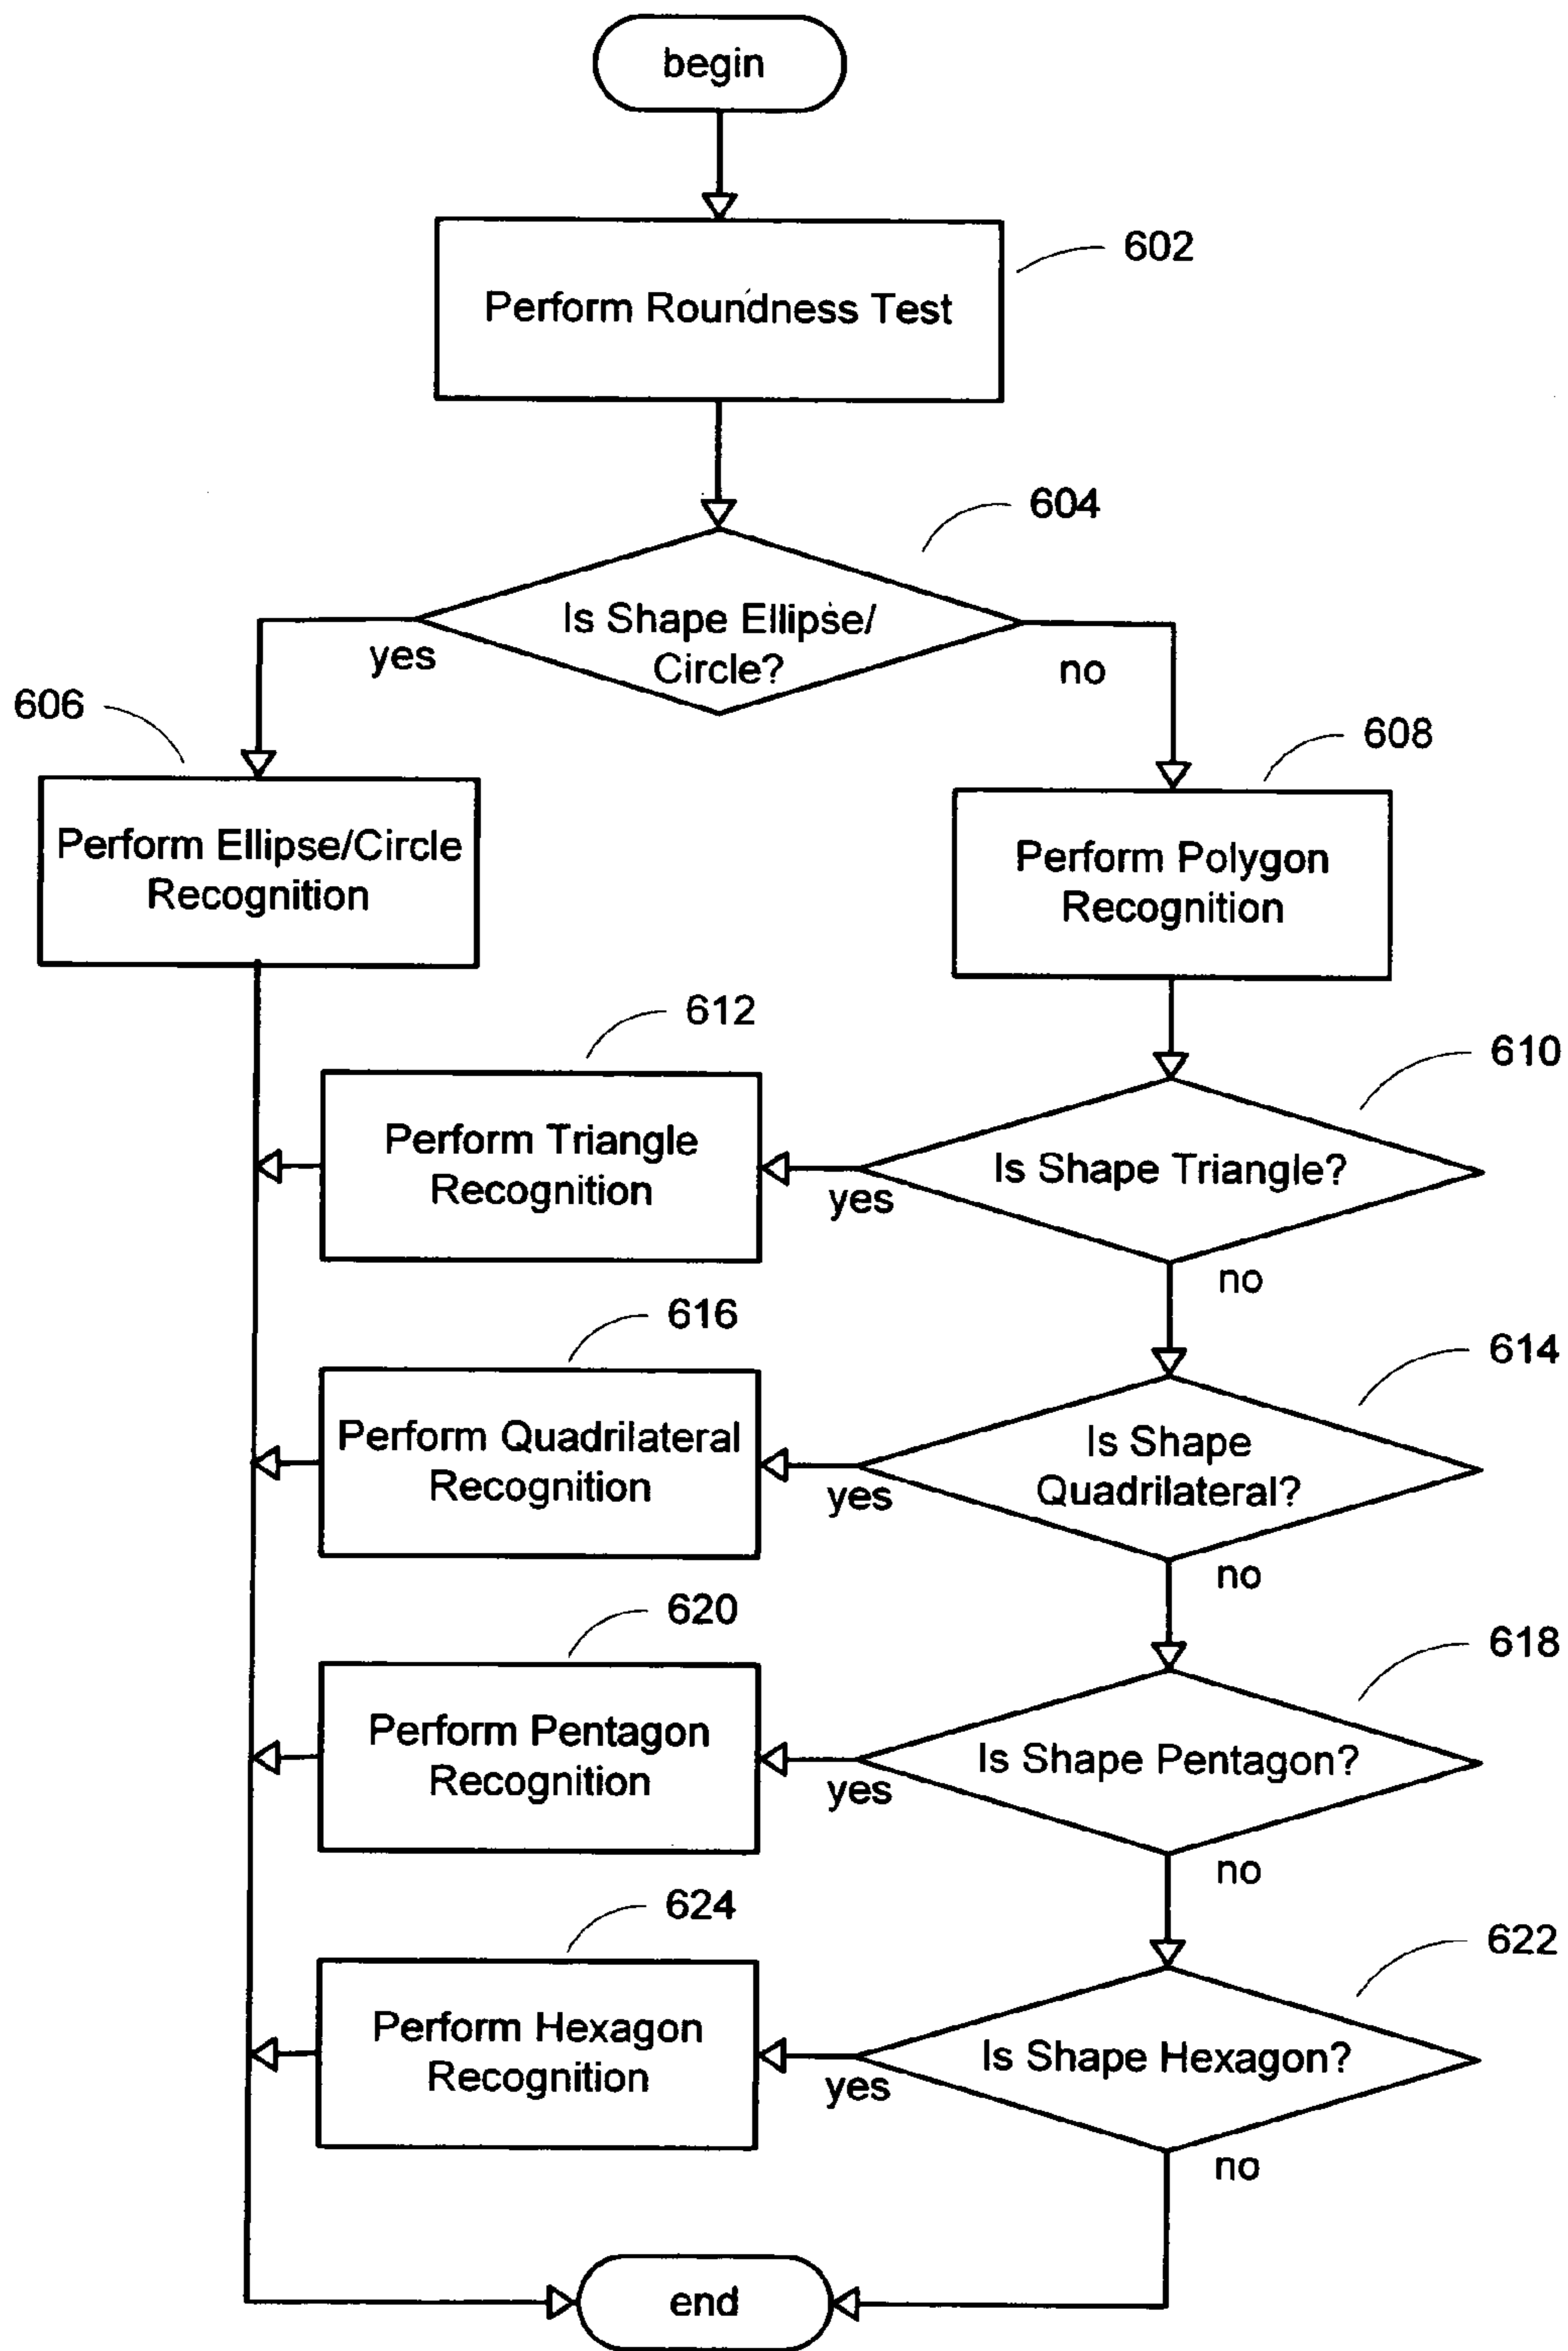 begin
602
Perform Roundness Test
604
Is Shape Ellipse/
Circle?
yes
no
606
608
Perform Ellipse/Circle
Recognition
Perform Polygon
Recognition
612
610
Perform Triangle
Recognition
Is Shape Triangle?
yes
no
616
614
Perform Quadrilateral
Recognition
Is Shape
Quadrilateral?
yes
no
620
618
Perform Pentagon
Recognition
Is Shape Pentagon?
yes
no
624
622
Perform Hexagon
Recognition
Is Shape Hexagon?
yes
no
end